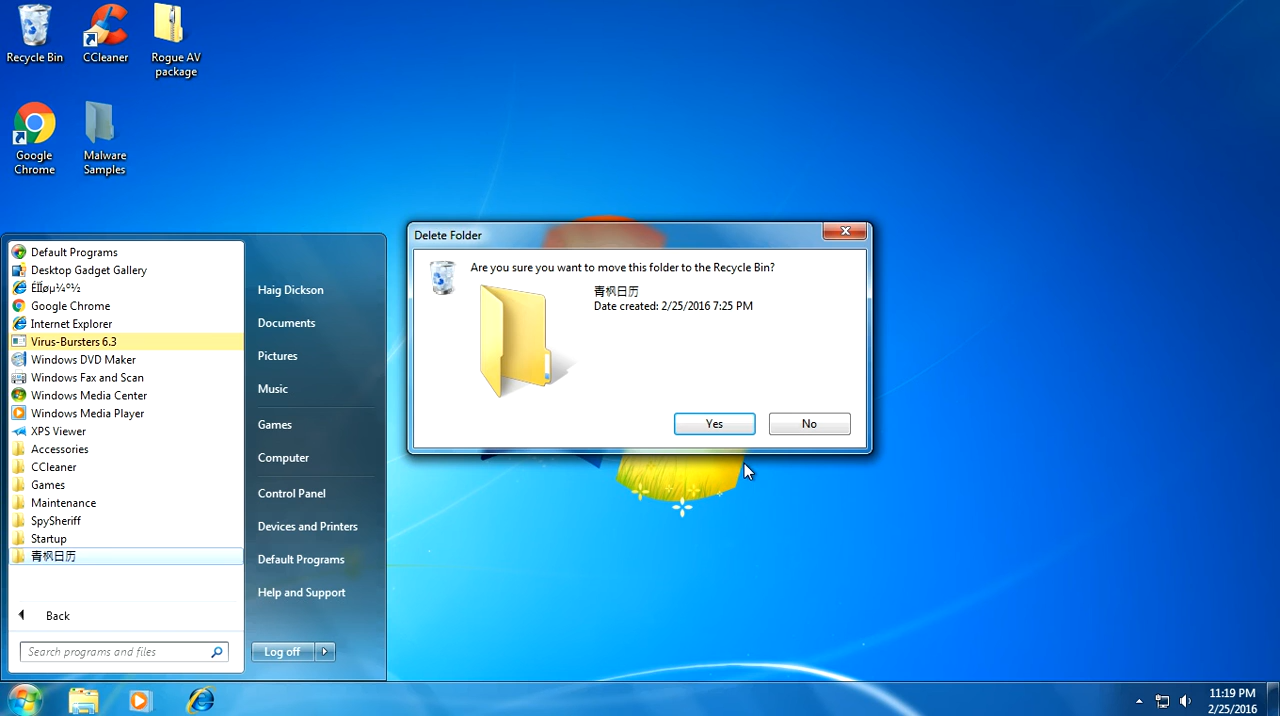 Recycle Bin
CCleaner
Rogue AV
package
Google
Chrome
Malware
Samples
Delete Folder
Are you sure you want to move this folder to the Recycle Bin?
青枫日历
Date created: 2/25/2016 7:25 PM
Yes
No
Default Programs
Desktop Gadget Gallery
ÉÏÍøµ¼º½
Google Chrome
Internet Explorer
Virus-Bursters 6.3
Windows DVD Maker
Windows Fax and Scan
Windows Media Center
Windows Media Player
XPS Viewer
Accessories
CCleaner
Games
Maintenance
SpySheriff
Startup
青枫日历
Back
Search programs and files
Haig Dickson
Documents
Pictures
Music
Games
Computer
Control Panel
Devices and Printers
Default Programs
Help and Support
Log off
11:19 PM
2/25/2016